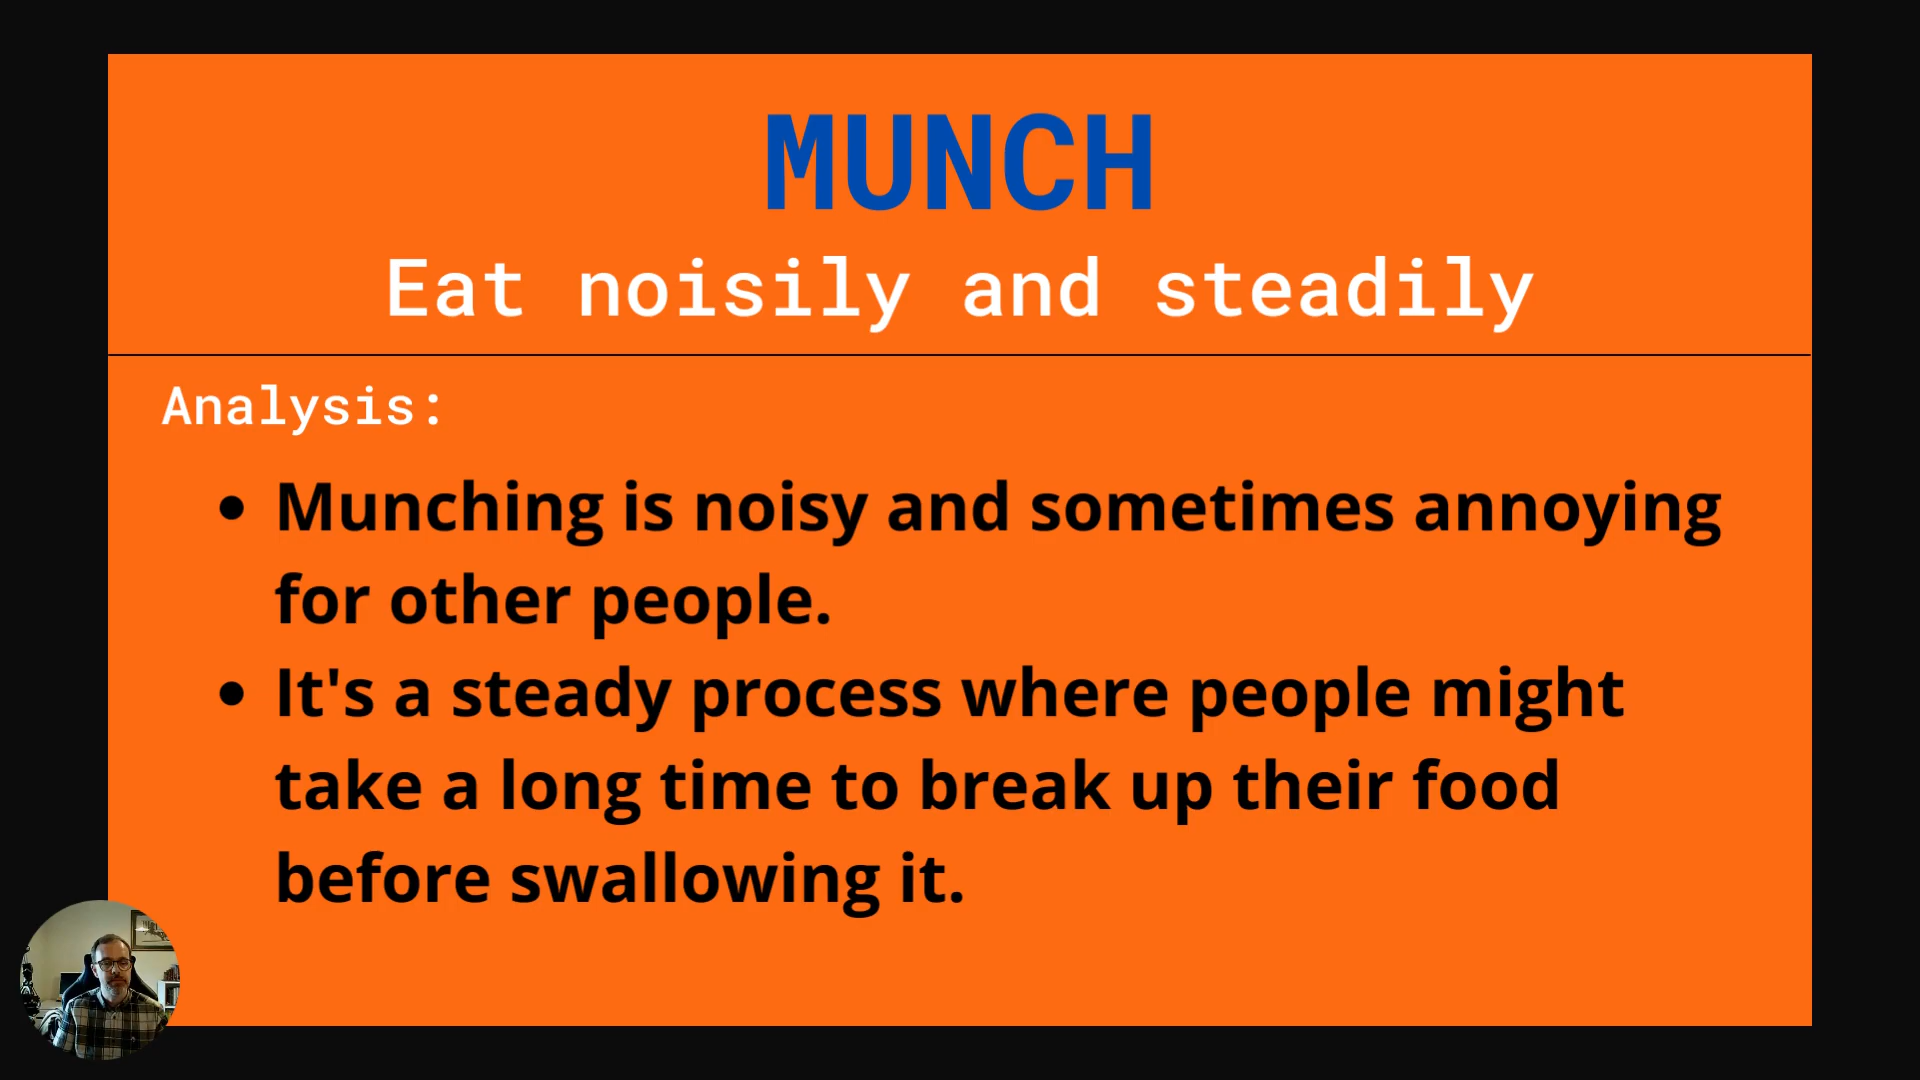 MUNCH
Eat noisily and steadily
Analysis:
• Munching is noisy and sometimes annoying
for other people.
• It's a steady process where people might
take a long time to break up their food
before swallowing it.